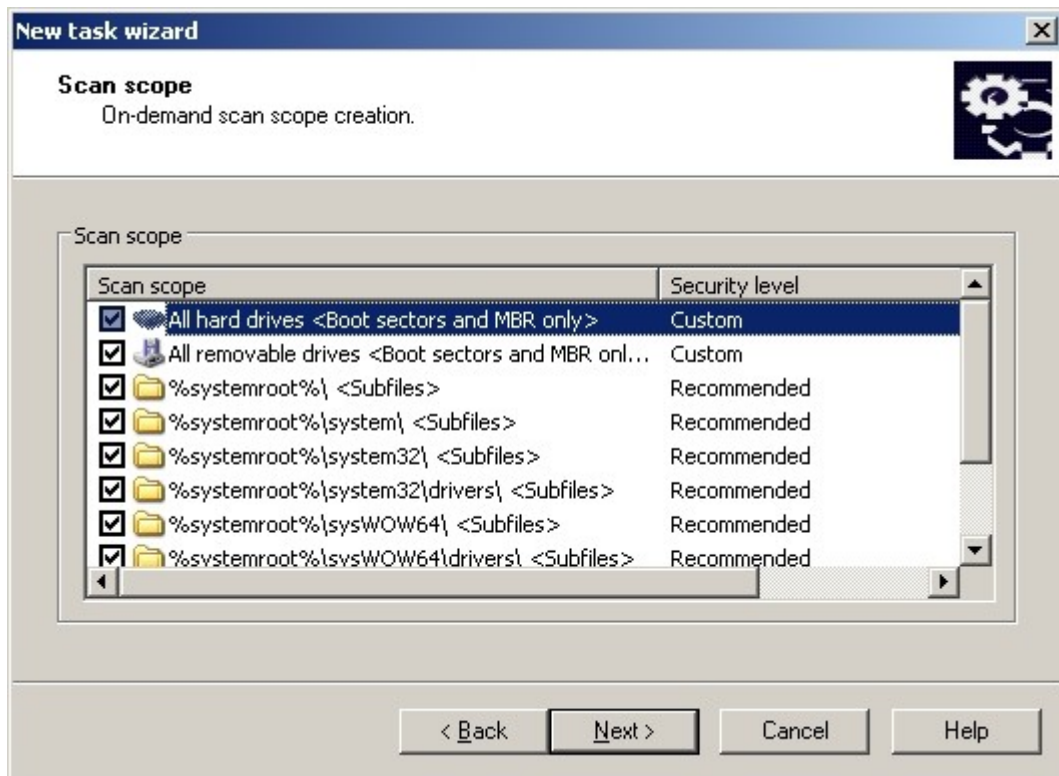 New task wizard
Scan scope
On-demand scan scope creation.
Scan scope
Scan scope Security level
All hard drives <Boot sectors and MBR only> Custom
All removable drives <Boot sectors and MBR onl... Custom
%systemroot%\ <Subfiles> Recommended
%systemroot%\system\ <Subfiles> Recommended
%systemroot%\system32\ <Subfiles> Recommended
%systemroot%\system32\drivers\ <Subfiles> Recommended
%systemroot%\sysWOW64\ <Subfiles> Recommended
%systemroot%\sysWOW64\drivers\ <Subfiles> Recommended
< Back Next > Cancel Help